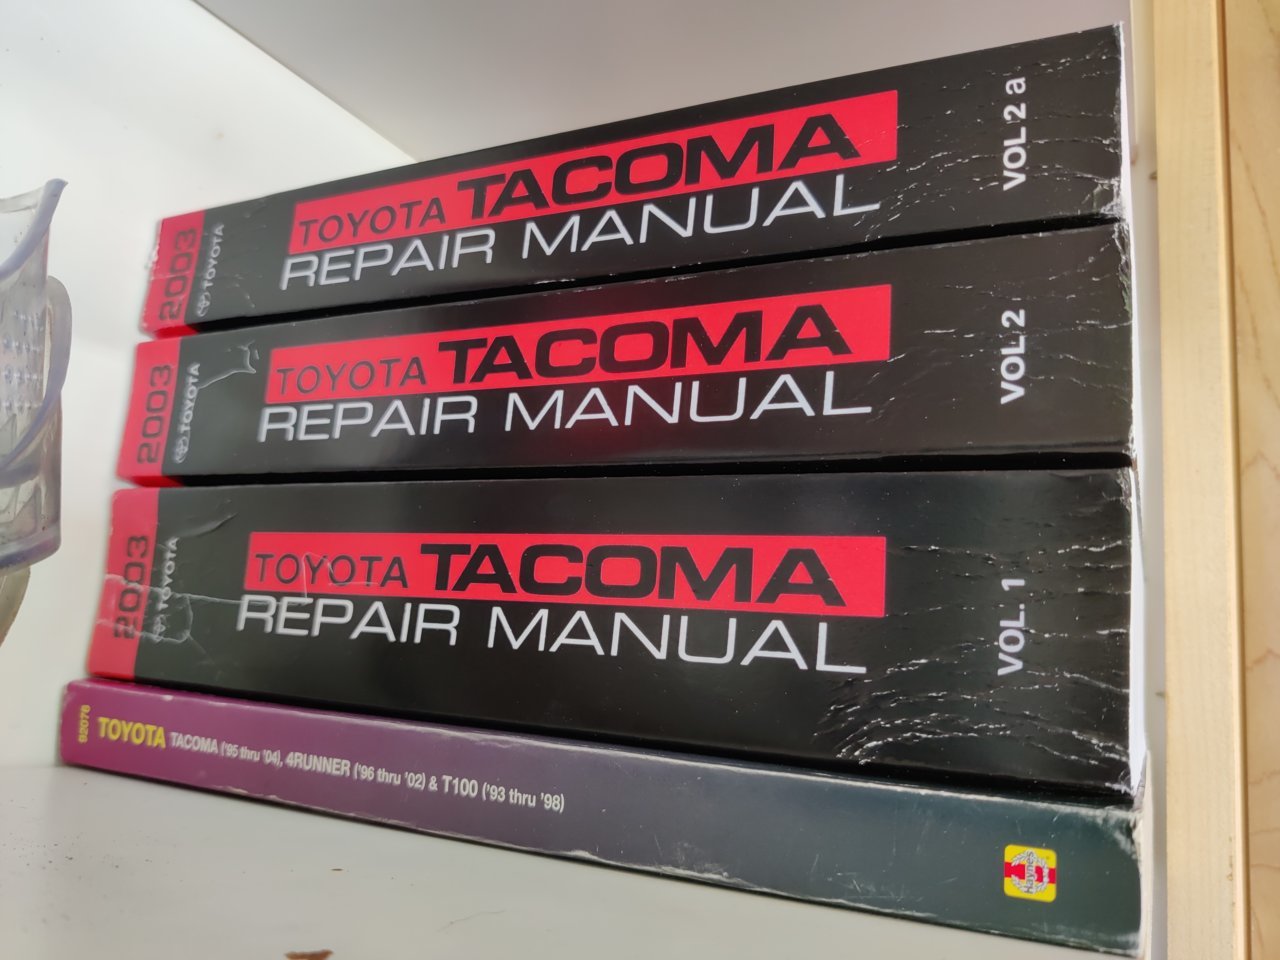 2003
TOYOTA
TOYOTA TACOMA
REPAIR MANUAL
VOL 2 a
2003
TOYOTA
TOYOTA TACOMA
REPAIR MANUAL
VOL 2
2003
TOYOTA
TOYOTA TACOMA
REPAIR MANUAL
VOL. 1
92076
TOYOTA TACOMA ('95 thru '04), 4RUNNER ('96 thru '02) & T100 ('93 thru '98)
Haynes